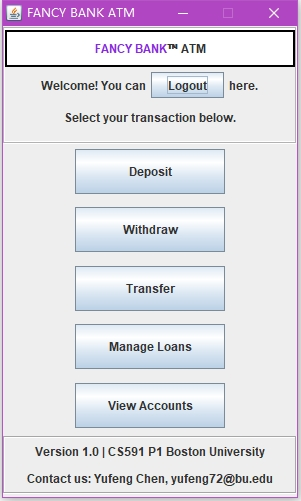 FANCY BANK ATM
FANCY BANK™ ATM
Welcome! You can Logout here.
Select your transaction below.
Deposit
Withdraw
Transfer
Manage Loans
View Accounts
Version 1.0 | CS591 P1 Boston University
Contact us: Yufeng Chen, yufeng72@bu.edu